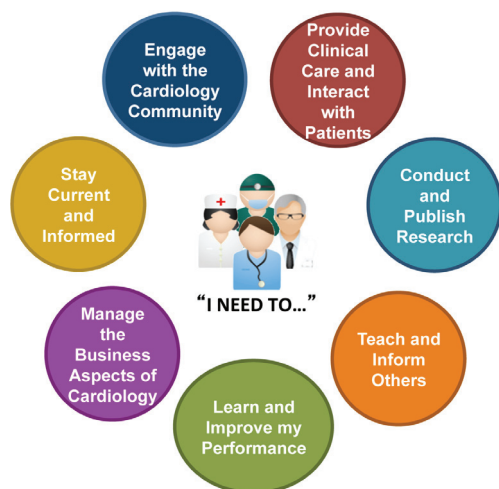 Engage
with the
Cardiology
Community
Provide
Clinical
Care and
Interact
with
Patients
Stay
Current
and
Informed
Conduct
and
Publish
Research
“I NEED TO...”
Manage
the
Business
Aspects of
Cardiology
Teach and
Inform
Others
Learn and
Improve my
Performance